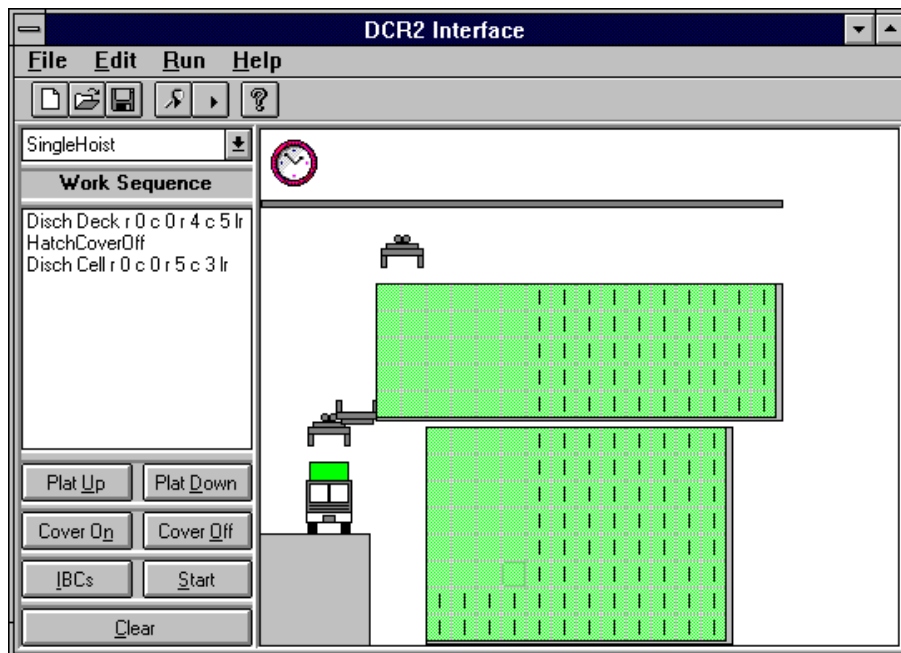 DCR2 Interface
File Edit Run Help
SingleHoist
Work Sequence
Disch Deck r 0 c 0 r 4 c 5 lr
HatchCoverOff
Disch Cell r 0 c 0 r 5 c 3 lr
Plat Up Plat Down
Cover On Cover Off
IBCs Start
Clear